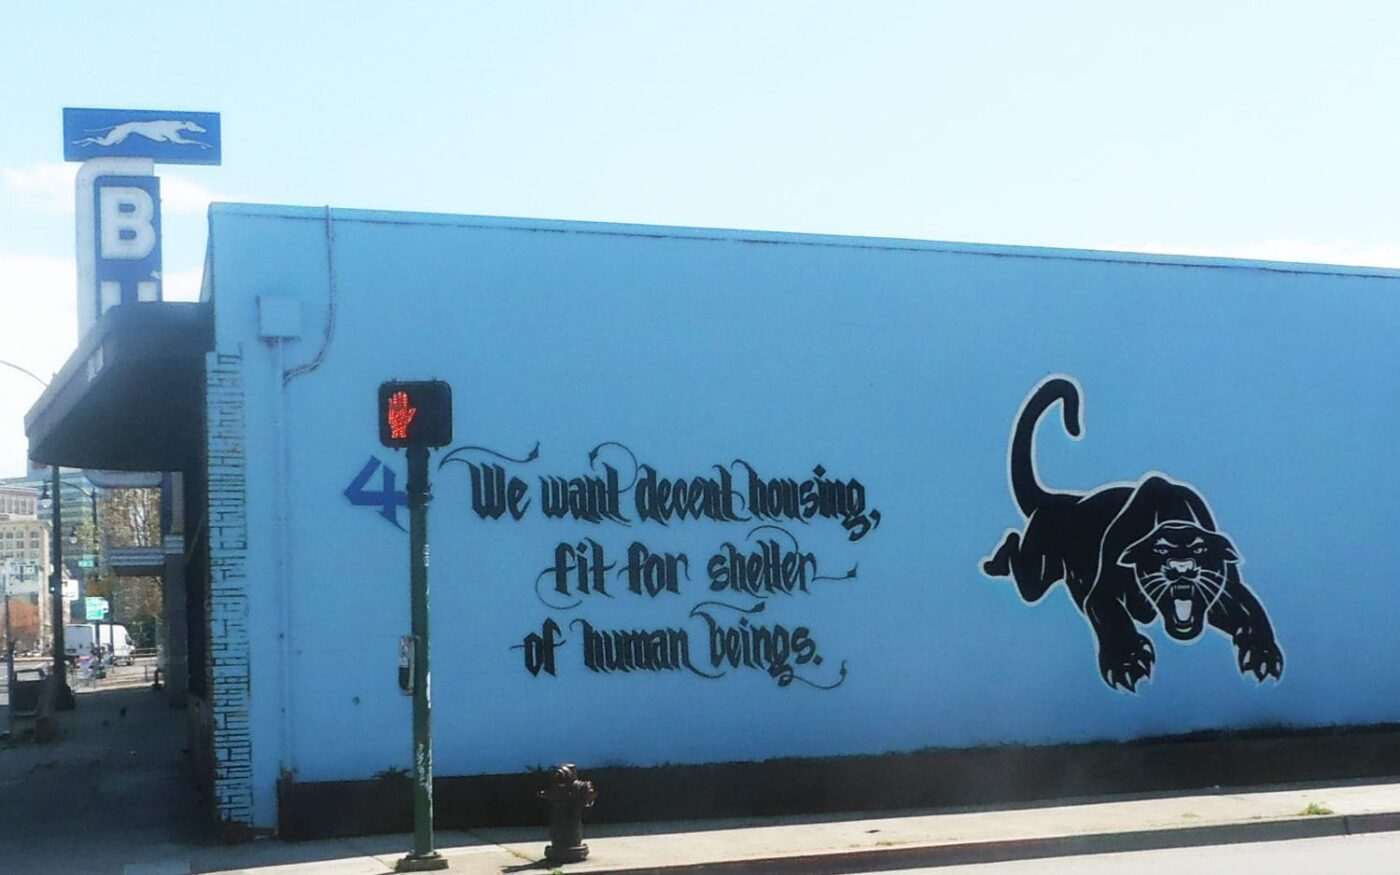 B
4
We want decent housing,
fit for shelter
of human beings.